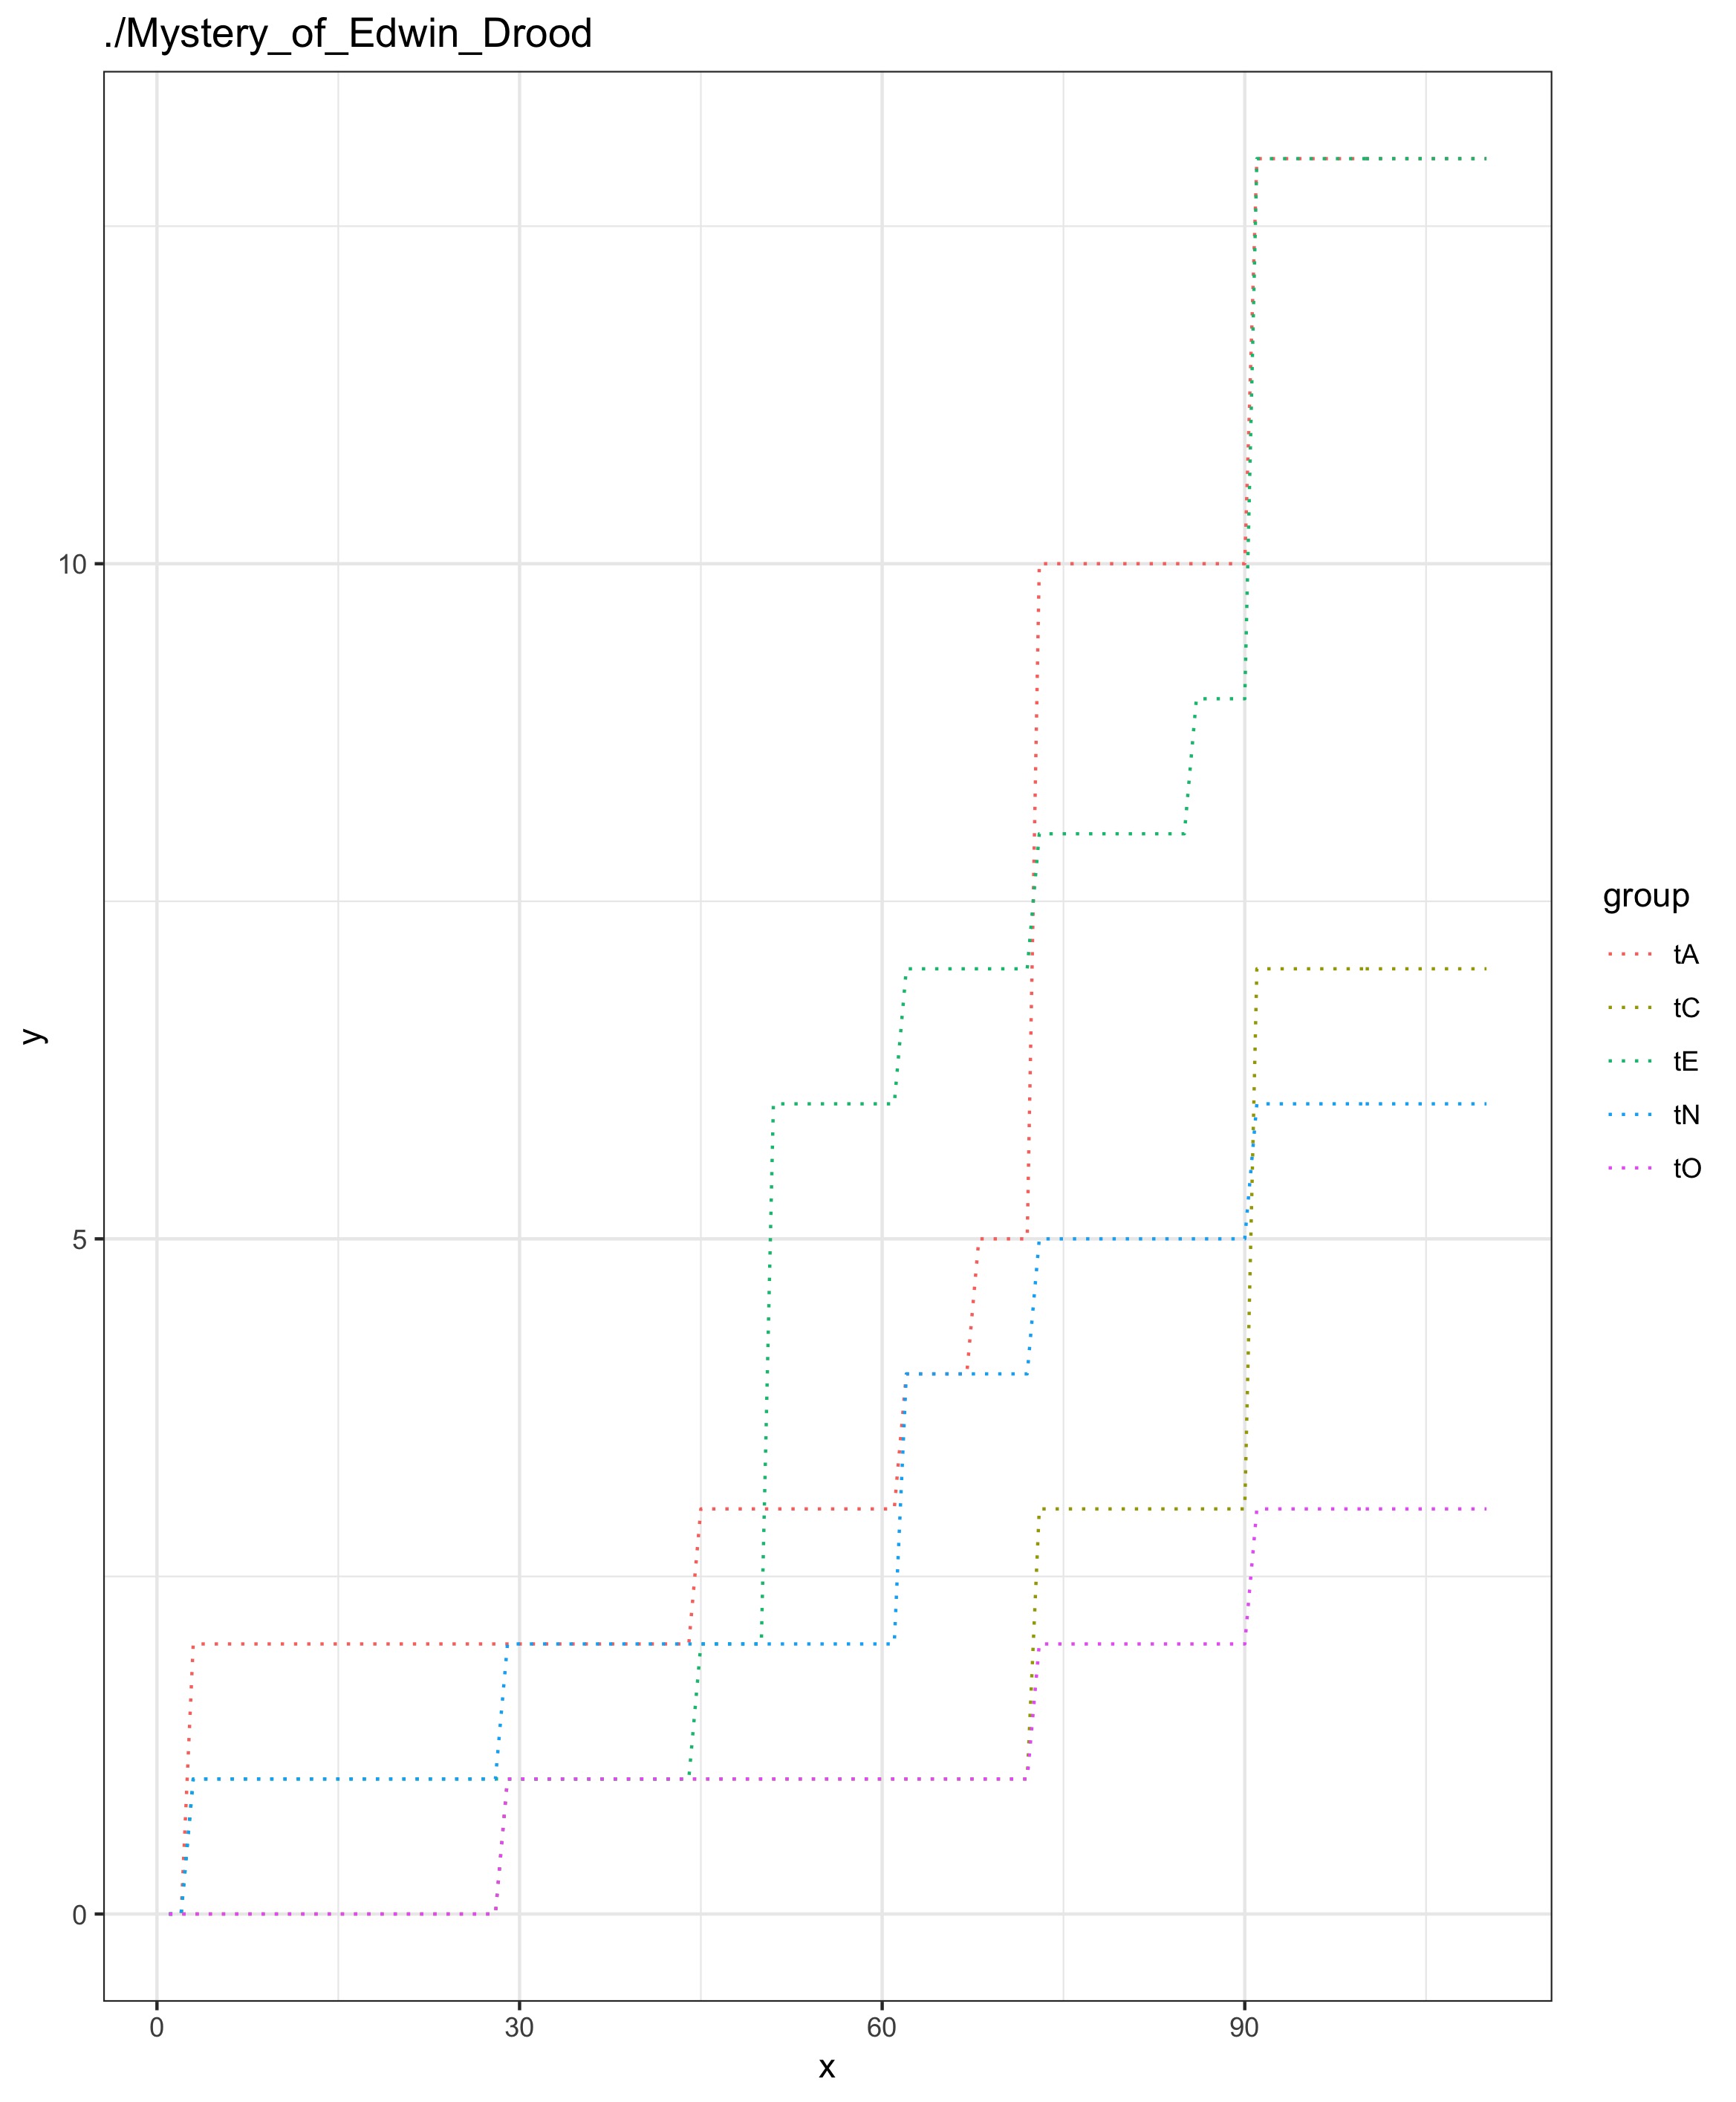 ./Mystery_of_Edwin_Drood
10
5
0
y
0 30 60 90
x
group
tA
tC
tE
tN
tO